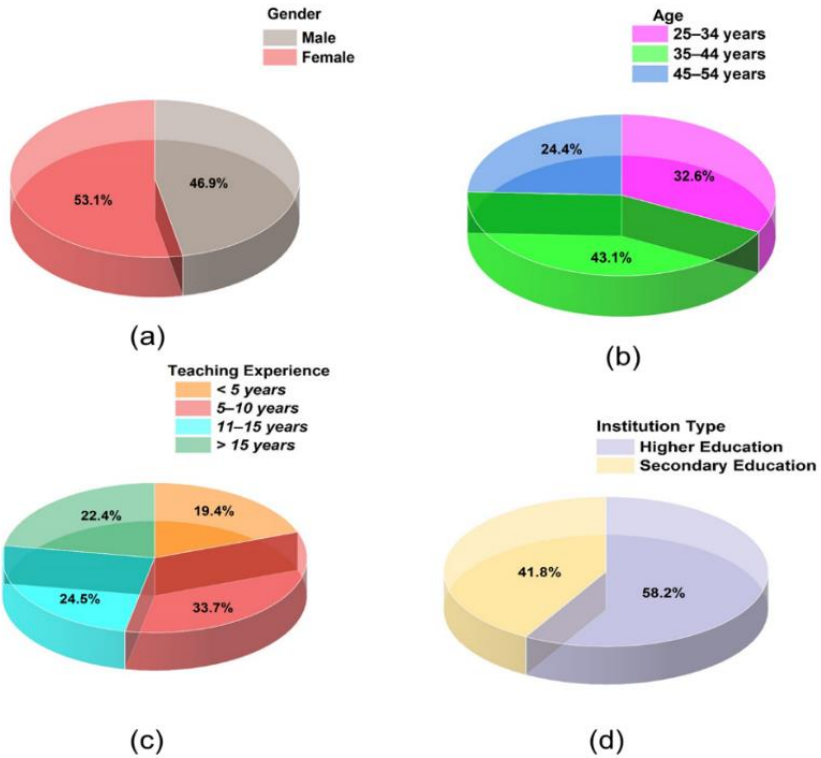 Gender
Male
Female
53.1%
46.9%
(a)
Age
25–34 years
35–44 years
45–54 years
24.4%
32.6%
43.1%
(b)
Teaching Experience
< 5 years
5–10 years
11–15 years
> 15 years
22.4%
19.4%
24.5%
33.7%
(c)
Institution Type
Higher Education
Secondary Education
41.8%
58.2%
(d)